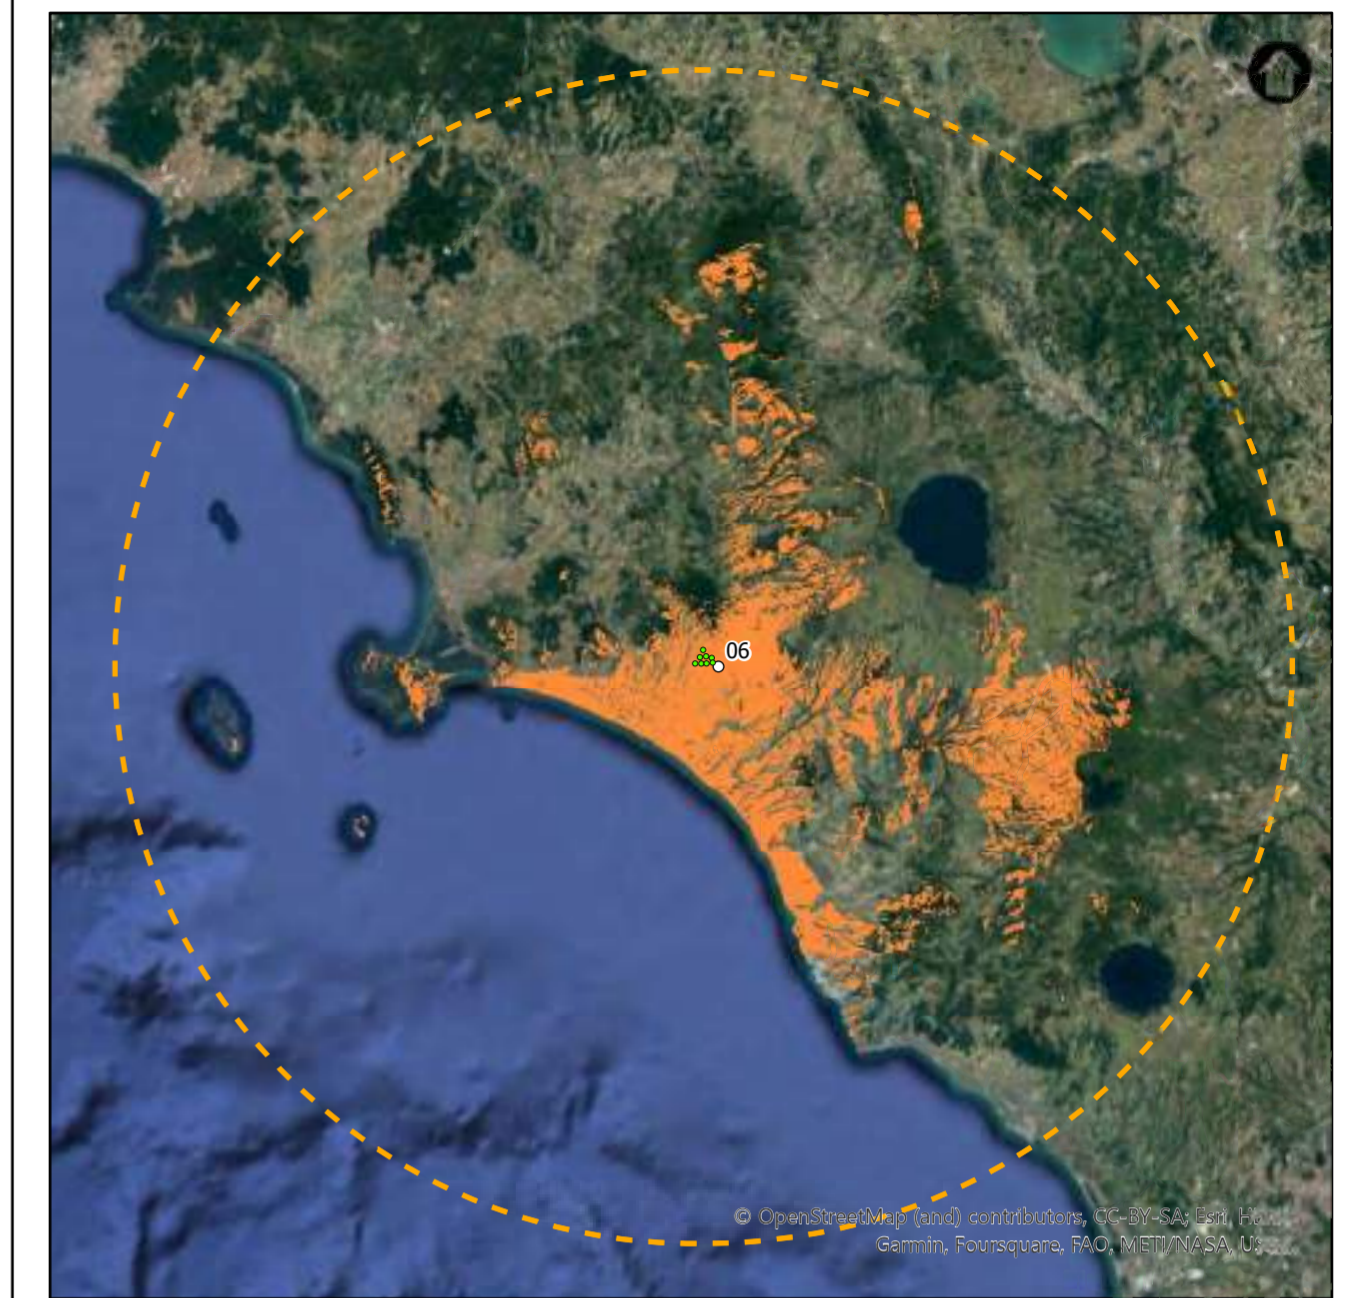 06
© OpenStreetMap (and) contributors, CC-BY-SA; Esri,
Garmin, Foursquare, FAO, METI/NASA,